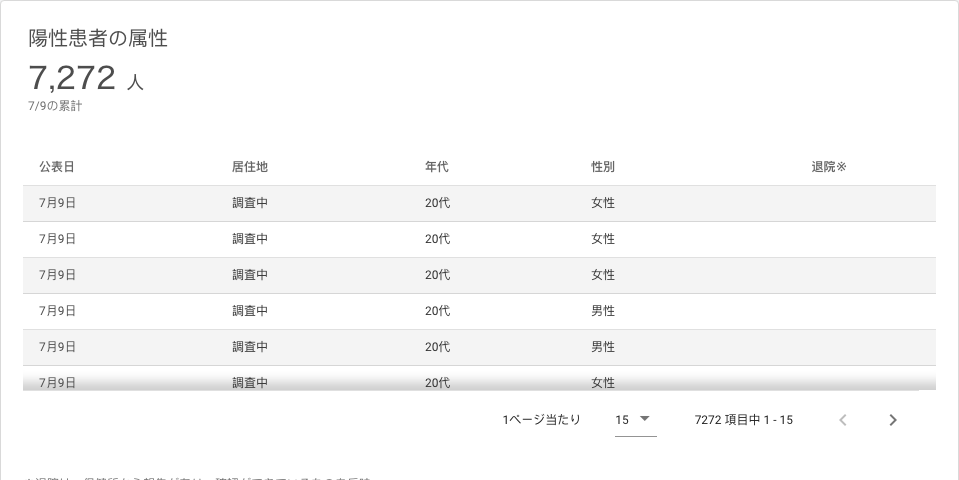 陽性患者の属性
7,272 人
7/9の累計
公表日 居住地 年代 性別 退院※
7月9日 調査中 20代 女性
7月9日 調査中 20代 女性
7月9日 調査中 20代 女性
7月9日 調査中 20代 男性
7月9日 調査中 20代 男性
7月9日 調査中 20代 女性
1ページ当たり 15 7272 項目中 1 - 15